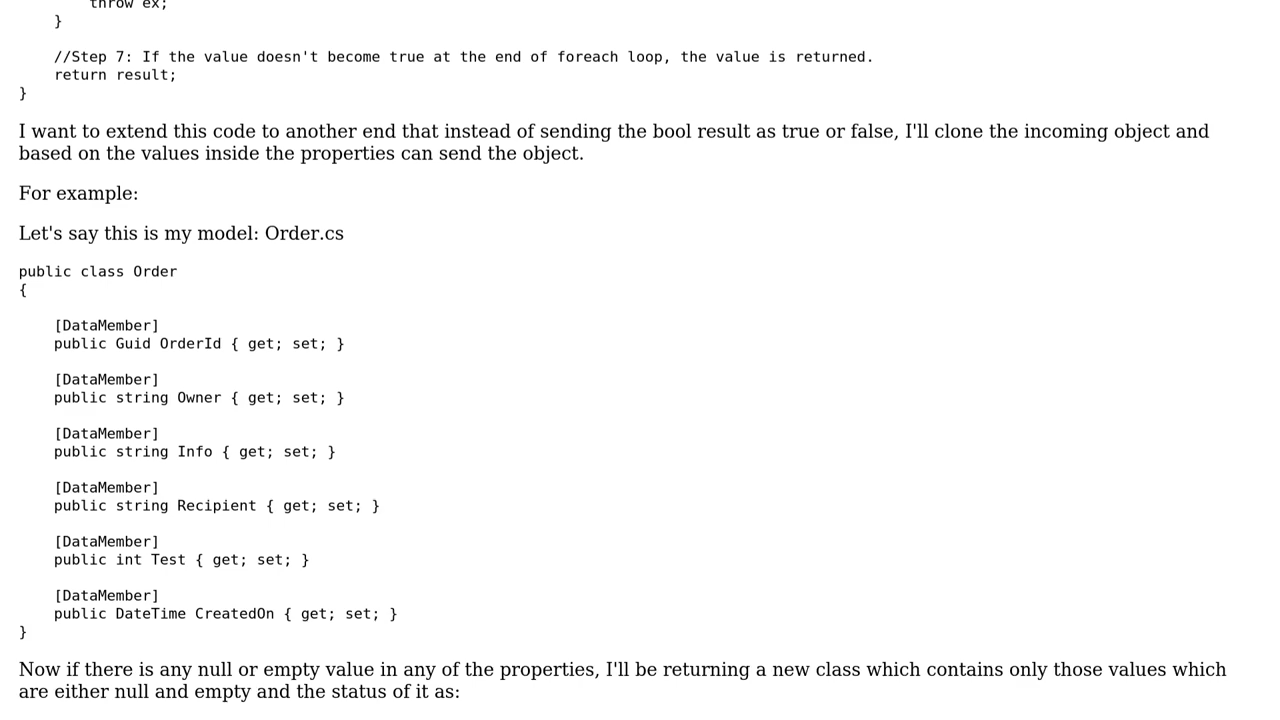 throw ex;
}
//Step 7: If the value doesn't become true at the end of foreach loop, the value is returned.
return result;
}
I want to extend this code to another end that instead of sending the bool result as true or false, I'll clone the incoming object and
based on the values inside the properties can send the object.
For example:
Let's say this is my model: Order.cs
public class Order
{
[DataMember]
public Guid OrderId { get; set; }
[DataMember]
public string Owner { get; set; }
[DataMember]
public string Info { get; set; }
[DataMember]
public string Recipient { get; set; }
[DataMember]
public int Test { get; set; }
[DataMember]
public DateTime CreatedOn { get; set; }
}
Now if there is any null or empty value in any of the properties, I'll be returning a new class which contains only those values which
are either null and empty and the status of it as: